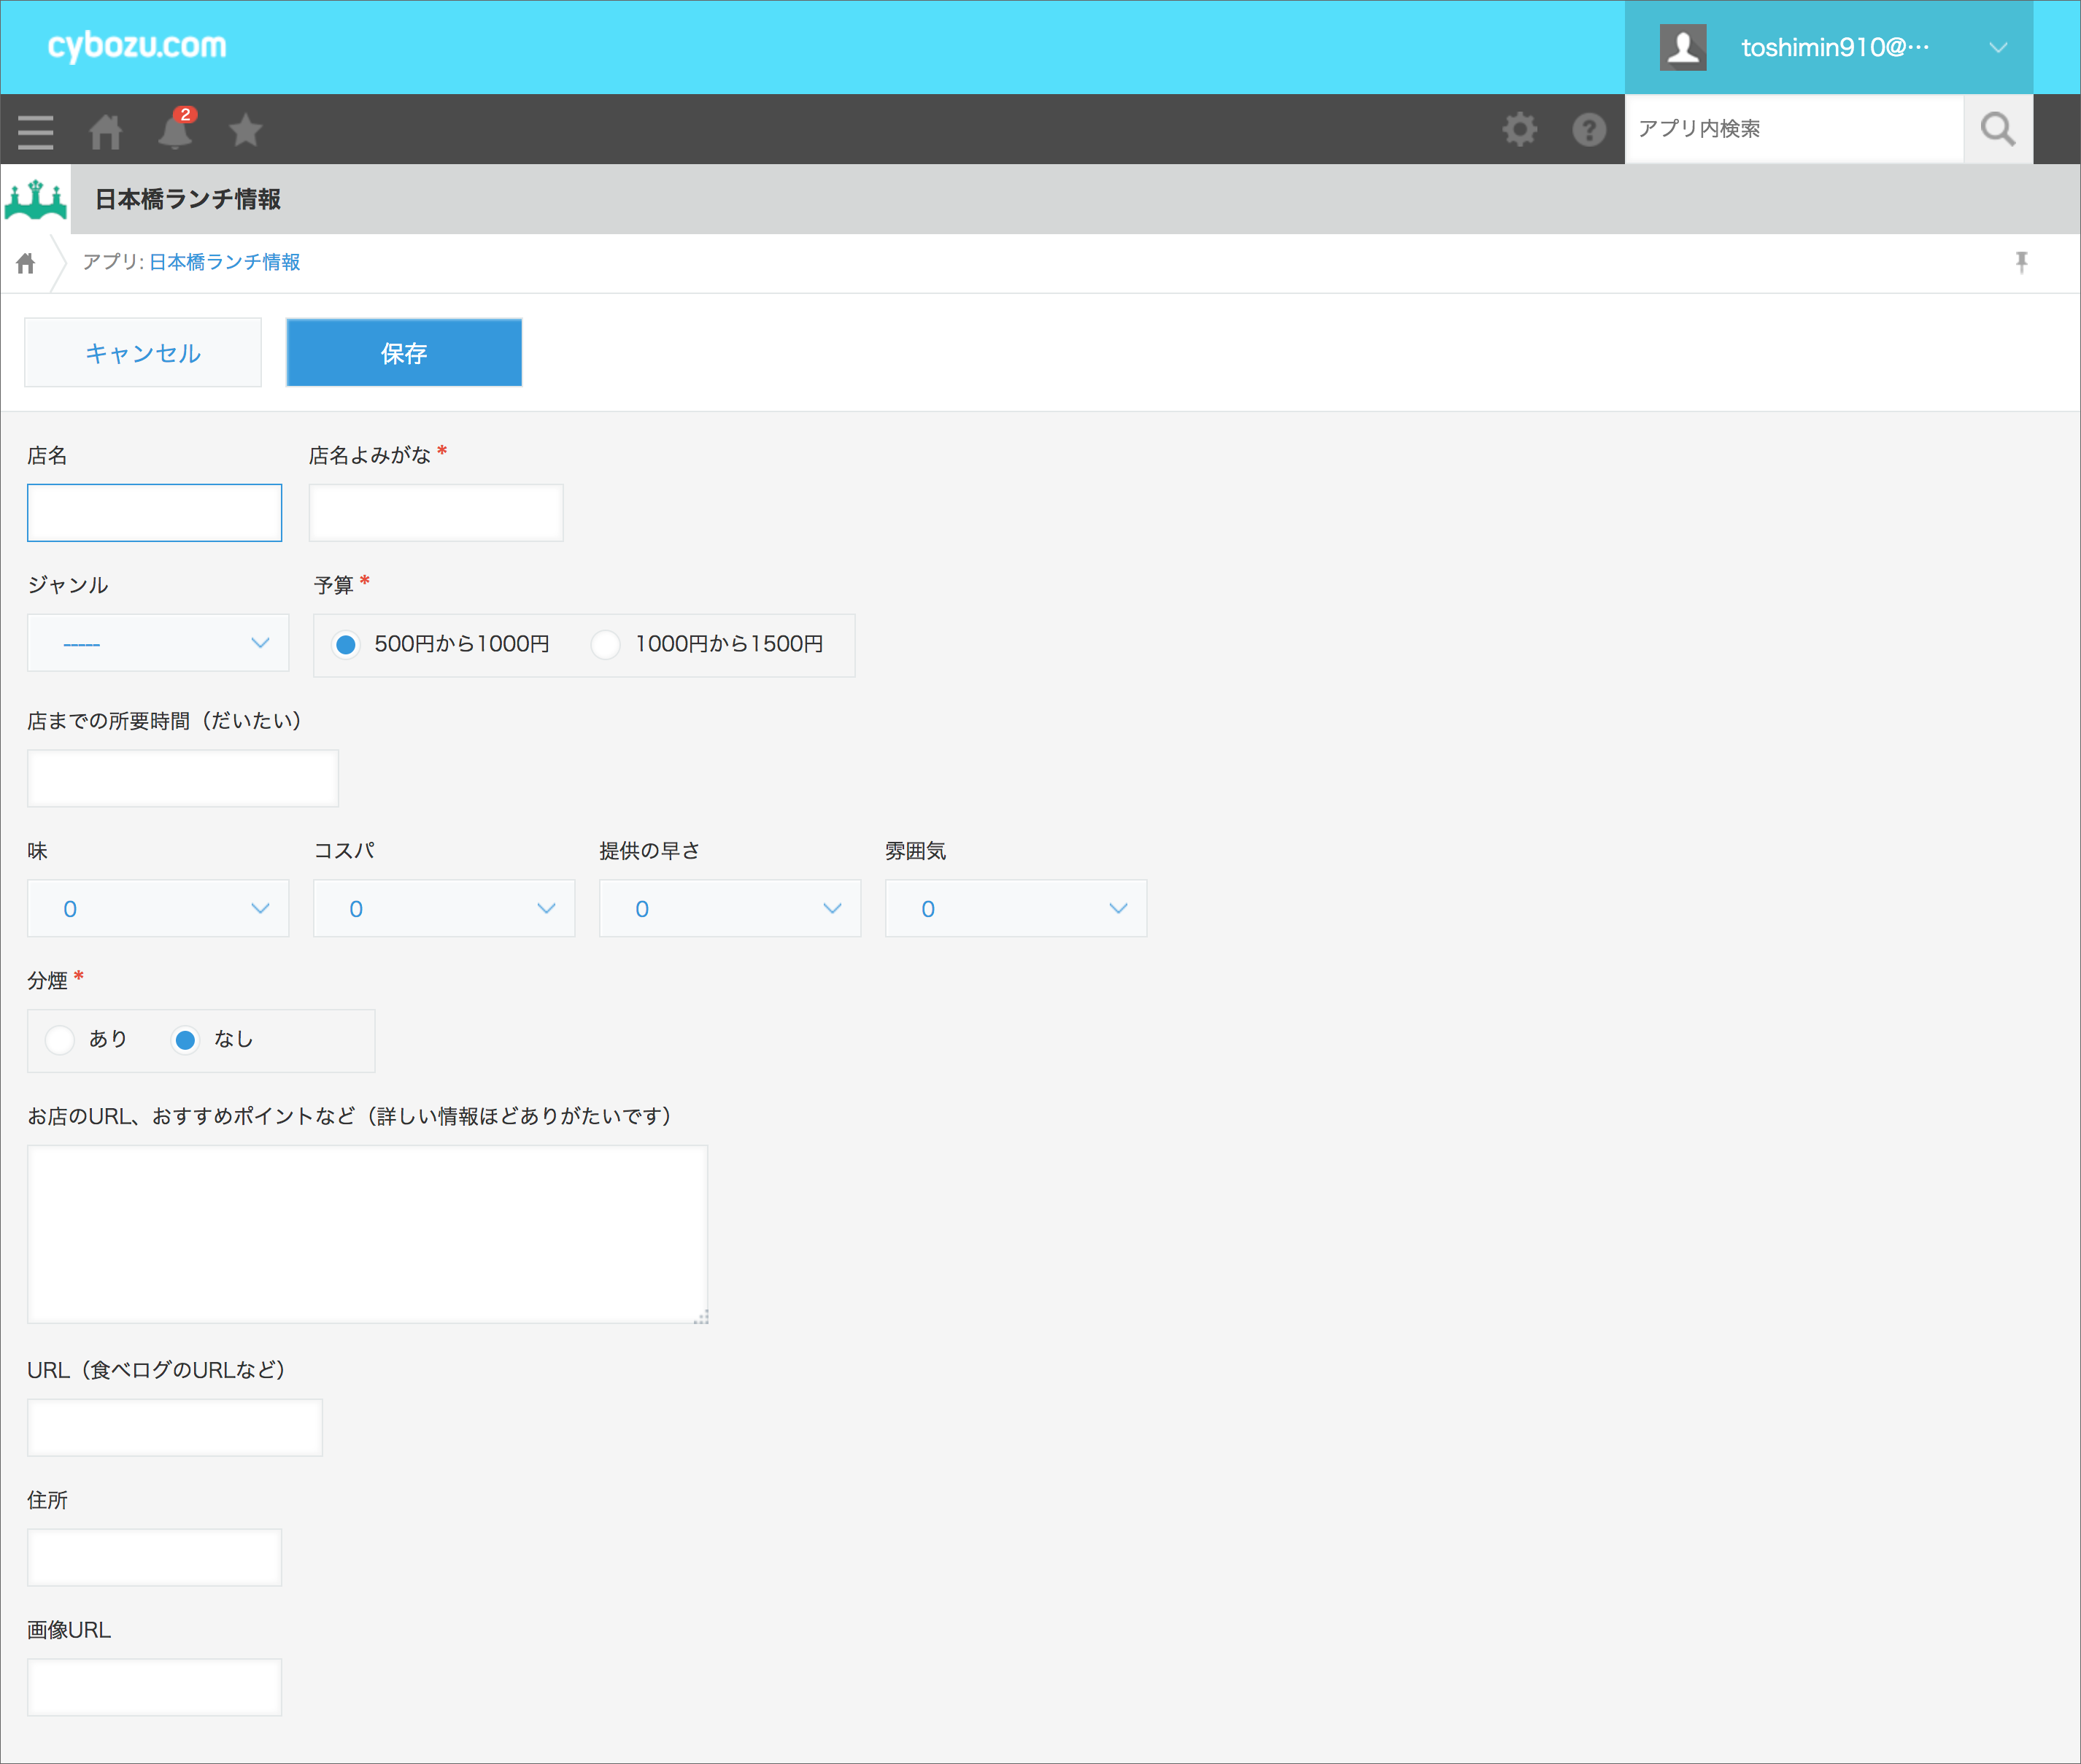 cybozu.com
toshimin910@…
2
アプリ内検索
日本橋ランチ情報
アプリ: 日本橋ランチ情報
キャンセル 保存
店名 店名よみがな *
ジャンル 予算 *
----- 500円から1000円 1000円から1500円
店までの所要時間（だいたい）
味 コスパ 提供の早さ 雰囲気
0 0 0 0
分煙 *
あり なし
お店のURL、おすすめポイントなど（詳しい情報ほどありがたいです）
URL（食べログのURLなど）
住所
画像URL